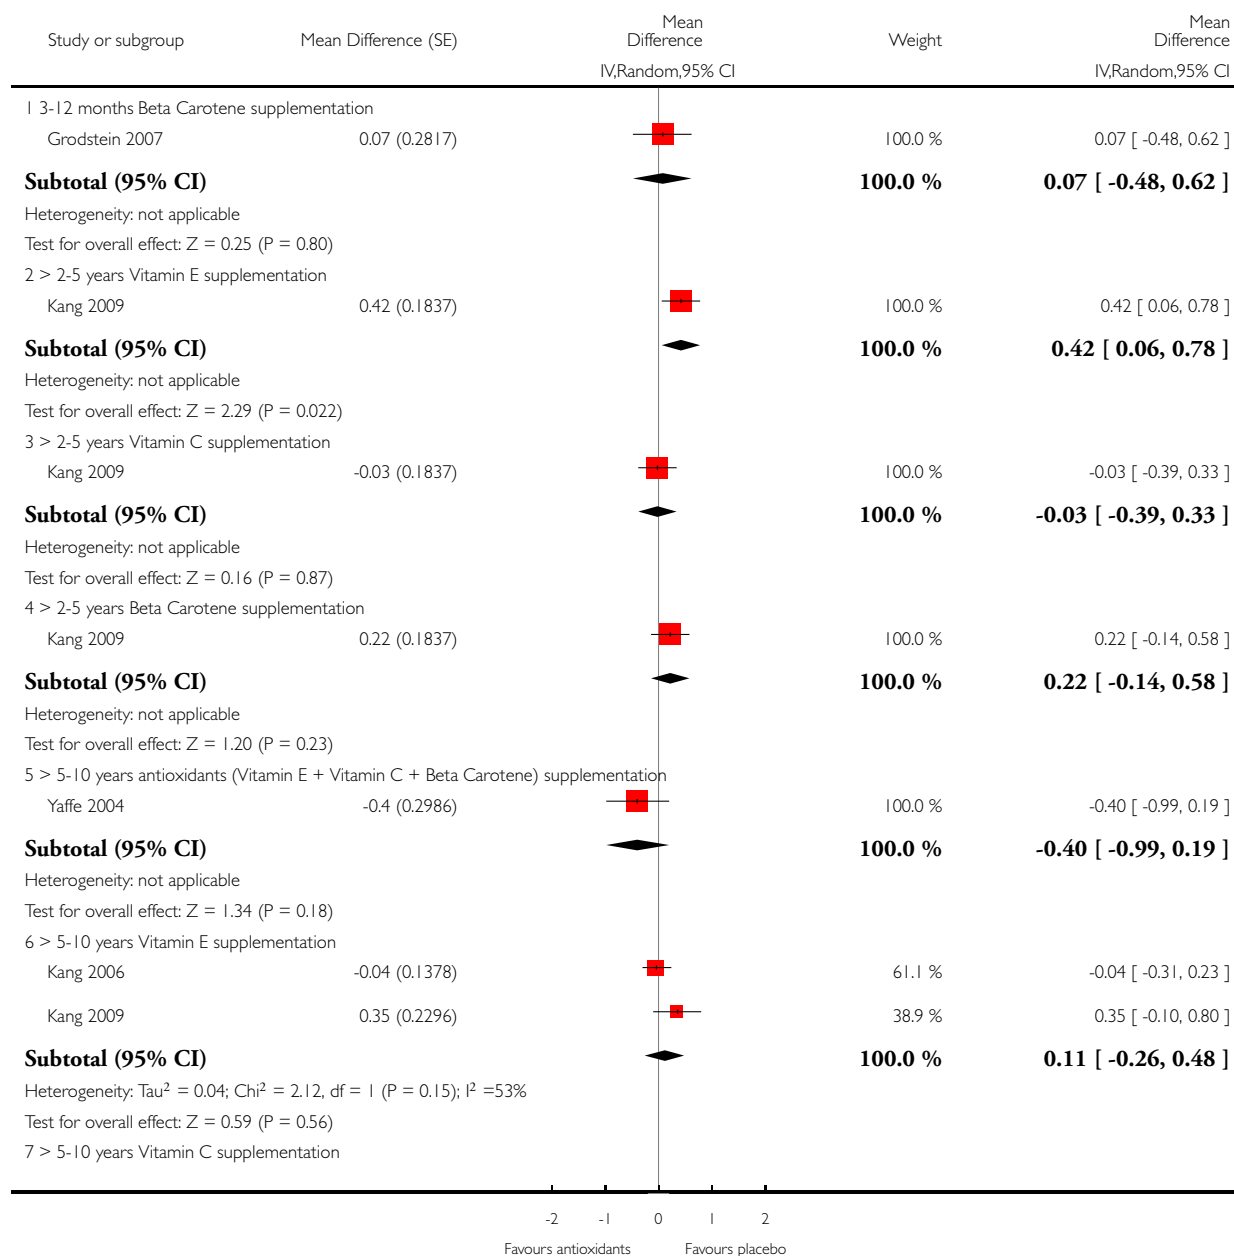 Study or subgroup Mean Difference (SE) Mean Difference Weight Mean Difference
IV,Random,95% CI IV,Random,95% CI
1 3-12 months Beta Carotene supplementation
Grodstein 2007 0.07 (0.2817) 100.0 % 0.07 [ -0.48, 0.62 ]
Subtotal (95% CI) 100.0 % 0.07 [ -0.48, 0.62 ]
Heterogeneity: not applicable
Test for overall effect: Z = 0.25 (P = 0.80)
2 > 2-5 years Vitamin E supplementation
Kang 2009 0.42 (0.1837) 100.0 % 0.42 [ 0.06, 0.78 ]
Subtotal (95% CI) 100.0 % 0.42 [ 0.06, 0.78 ]
Heterogeneity: not applicable
Test for overall effect: Z = 2.29 (P = 0.022)
3 > 2-5 years Vitamin C supplementation
Kang 2009 -0.03 (0.1837) 100.0 % -0.03 [ -0.39, 0.33 ]
Subtotal (95% CI) 100.0 % -0.03 [ -0.39, 0.33 ]
Heterogeneity: not applicable
Test for overall effect: Z = 0.16 (P = 0.87)
4 > 2-5 years Beta Carotene supplementation
Kang 2009 0.22 (0.1837) 100.0 % 0.22 [ -0.14, 0.58 ]
Subtotal (95% CI) 100.0 % 0.22 [ -0.14, 0.58 ]
Heterogeneity: not applicable
Test for overall effect: Z = 1.20 (P = 0.23)
5 > 5-10 years antioxidants (Vitamin E + Vitamin C + Beta Carotene) supplementation
Yaffe 2004 -0.4 (0.2986) 100.0 % -0.40 [ -0.99, 0.19 ]
Subtotal (95% CI) 100.0 % -0.40 [ -0.99, 0.19 ]
Heterogeneity: not applicable
Test for overall effect: Z = 1.34 (P = 0.18)
6 > 5-10 years Vitamin E supplementation
Kang 2006 -0.04 (0.1378) 61.1 % -0.04 [ -0.31, 0.23 ]
Kang 2009 0.35 (0.2296) 38.9 % 0.35 [ -0.10, 0.80 ]
Subtotal (95% CI) 100.0 % 0.11 [ -0.26, 0.48 ]
Heterogeneity: Tau² = 0.04; Chi² = 2.12, df = 1 (P = 0.15); I² =53%
Test for overall effect: Z = 0.59 (P = 0.56)
7 > 5-10 years Vitamin C supplementation
-2 -1 0 1 2
Favours antioxidants Favours placebo